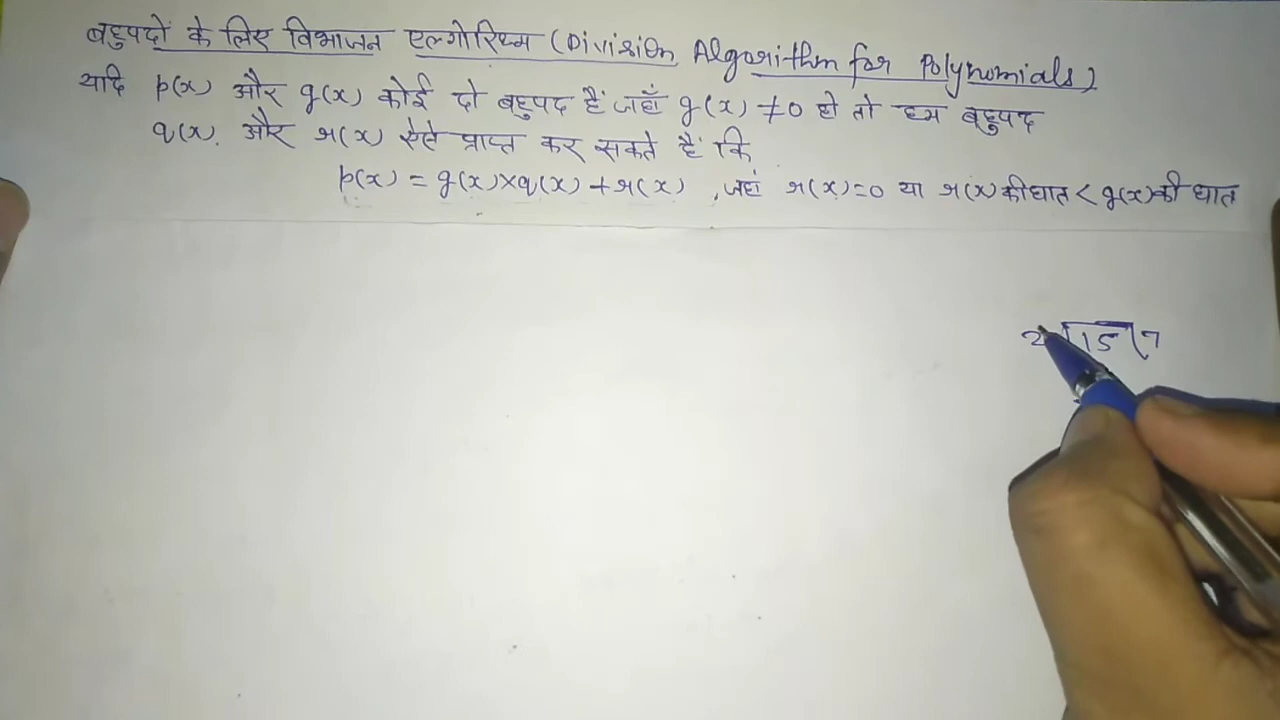 बहुपदों के लिए विभाजन एल्गोरिथ्म (Division Algorithm for Polynomials)
यदि p(x) और g(x) कोई दो बहुपद हैं जहाँ g(x) ≠ 0 हो तो हम बहुपद
q(x) और r(x) ऐसे प्राप्त कर सकते हैं कि
p(x) = g(x)×q(x) + r(x) , जहां r(x)=0 या r(x) की घात < g(x) की घात
2)15(7